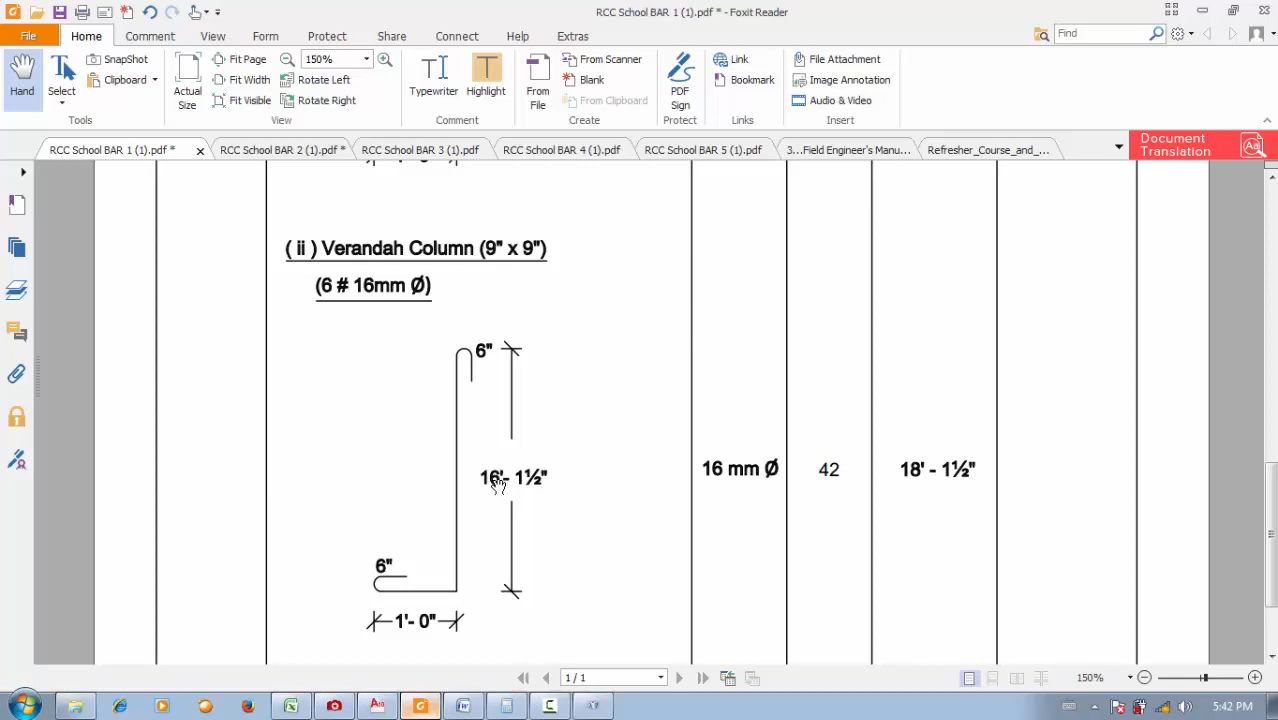 RCC School BAR 1 (1).pdf * - Foxit Reader
File Home Comment View Form Protect Share Connect Help Extras Find
Hand
Select
SnapShot
Clipboard
Tools
Actual Size
Fit Page
Fit Width
Fit Visible
150%
Rotate Left
Rotate Right
View
Typewriter
Highlight
Comment
From File
From Scanner
Blank
From Clipboard
Create
PDF Sign
Protect
Link
Bookmark
Links
File Attachment
Image Annotation
Audio & Video
Insert
RCC School BAR 1 (1).pdf * RCC School BAR 2 (1).pdf * RCC School BAR 3 (1).pdf RCC School BAR 4 (1).pdf RCC School BAR 5 (1).pdf 3...Field Engineer's Manu... Refresher_Course_and_...
Document Translation
( ii ) Verandah Column (9" x 9")
(6 # 16mm Ø)
6"
16'- 1½"
16 mm Ø 42 18' - 1½"
6"
1'- 0"
1 / 1
150%
EN 5:42 PM